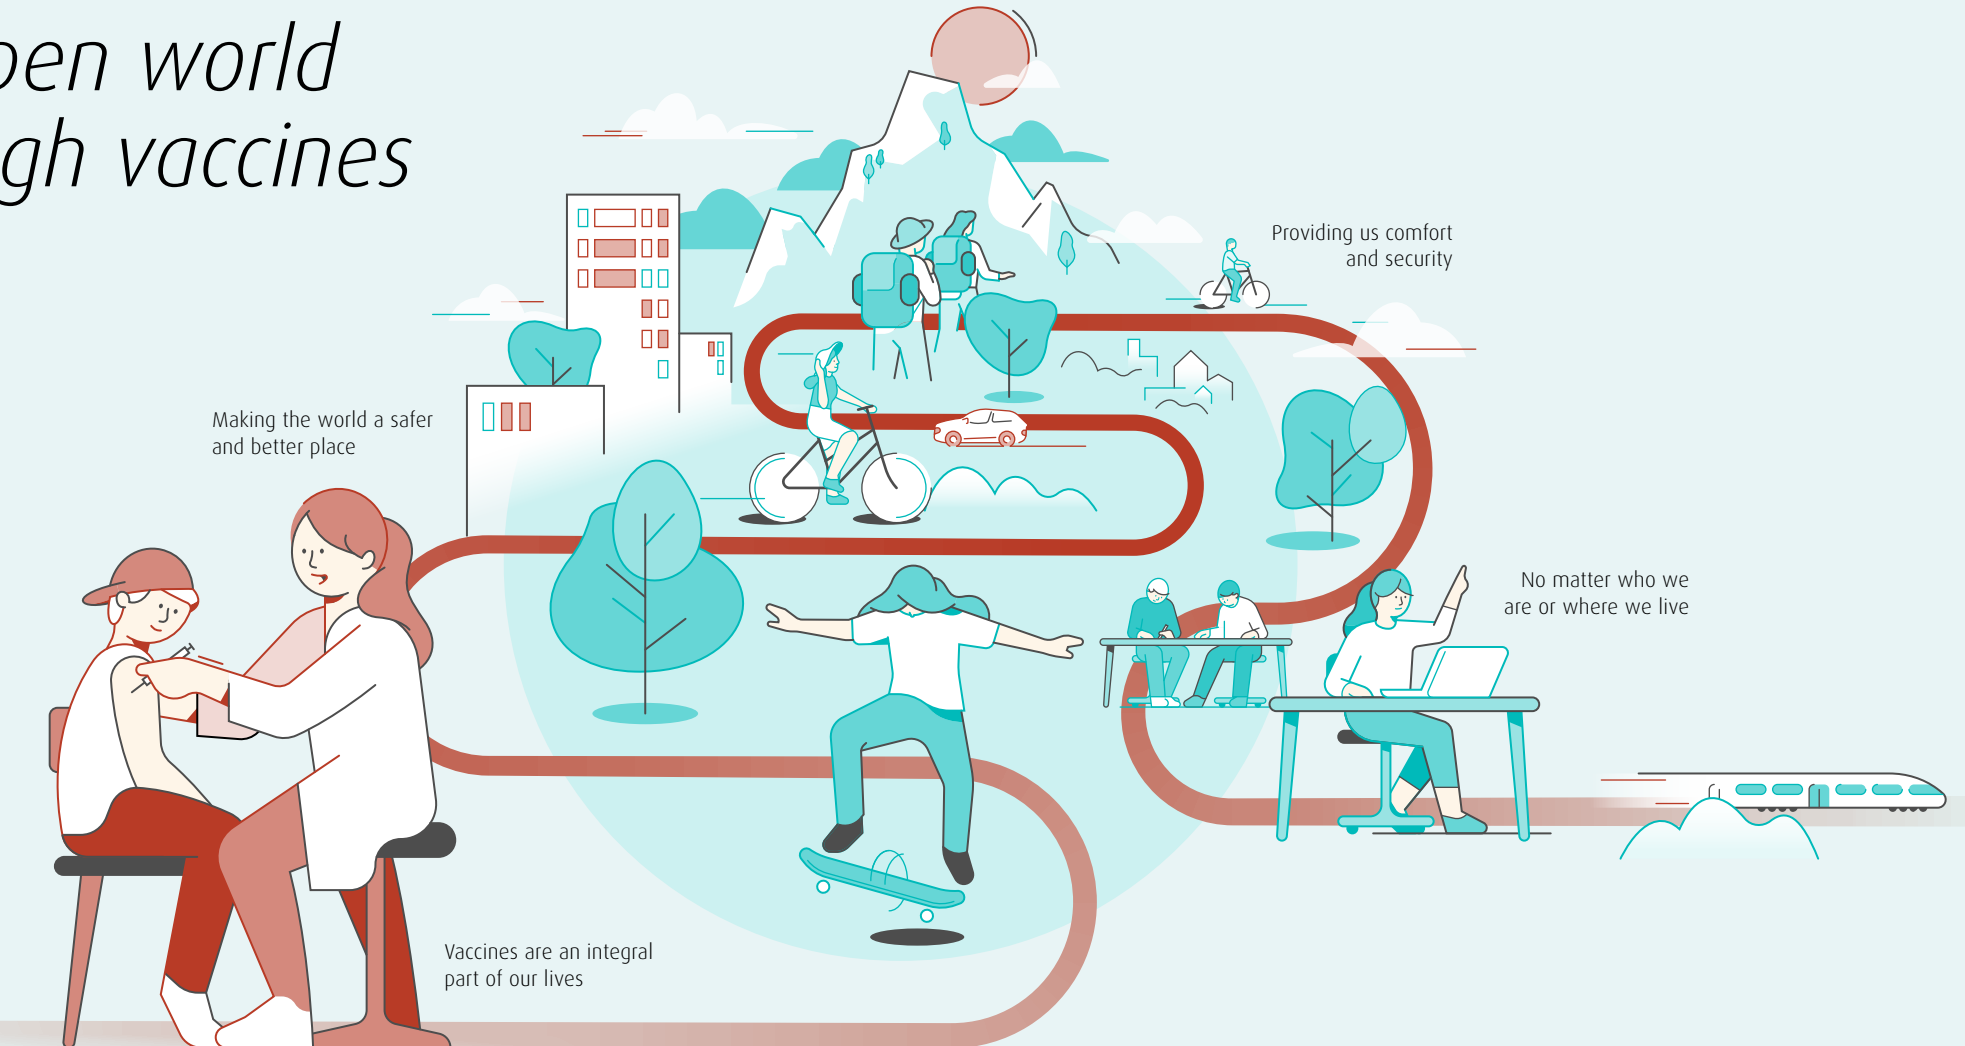 pen world
gh vaccines
Providing us comfort
and security
Making the world a safer
and better place
No matter who we
are or where we live
Vaccines are an integral
part of our lives